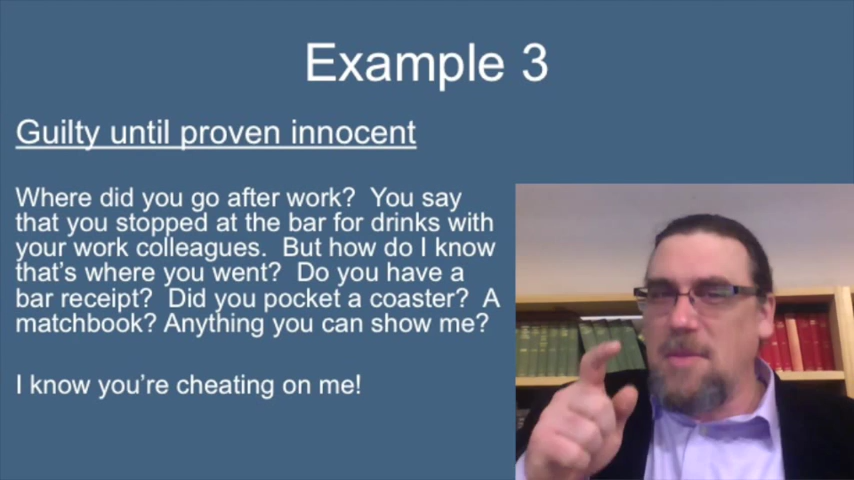 Example 3
Guilty until proven innocent
Where did you go after work?  You say
that you stopped at the bar for drinks with
your work colleagues.  But how do I know
that's where you went?  Do you have a
bar receipt?  Did you pocket a coaster?  A
matchbook? Anything you can show me?
I know you're cheating on me!